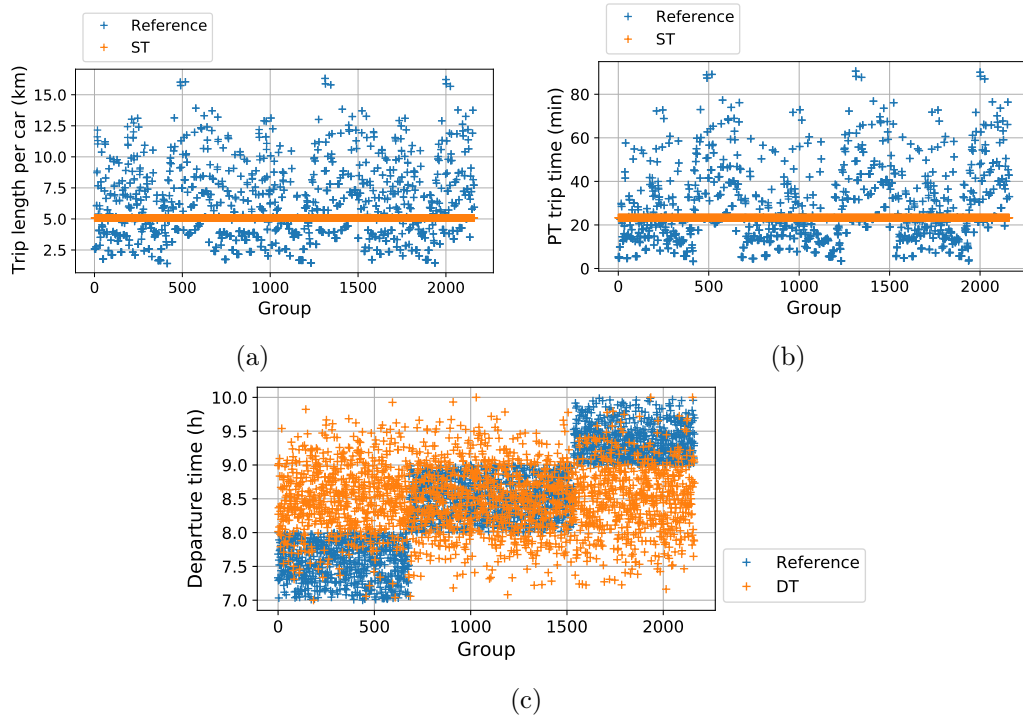 Reference
ST
Trip length per car (km)
15.0
12.5
10.0
7.5
5.0
2.5
0
500
1000
1500
2000
Group
(a)
Reference
ST
PT trip time (min)
80
60
40
20
0
0
500
1000
1500
2000
Group
(b)
Departure time (h)
10.0
9.5
9.0
8.5
8.0
7.5
7.0
0
500
1000
1500
2000
Group
Reference
DT
(c)